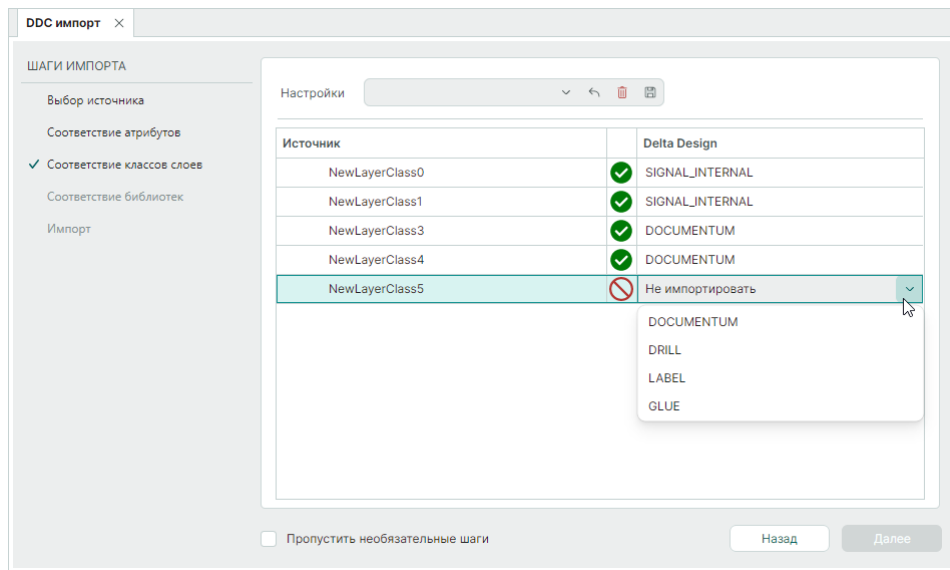 DDC импорт
ШАГИ ИМПОРТА
Выбор источника
Соответствие атрибутов
Соответствие классов слоев
Соответствие библиотек
Импорт
Настройки
Источник Delta Design
NewLayerClass0 SIGNAL_INTERNAL
NewLayerClass1 SIGNAL_INTERNAL
NewLayerClass3 DOCUMENTUM
NewLayerClass4 DOCUMENTUM
NewLayerClass5 Не импортировать
DOCUMENTUM
DRILL
LABEL
GLUE
Пропустить необязательные шаги
Назад
Далее